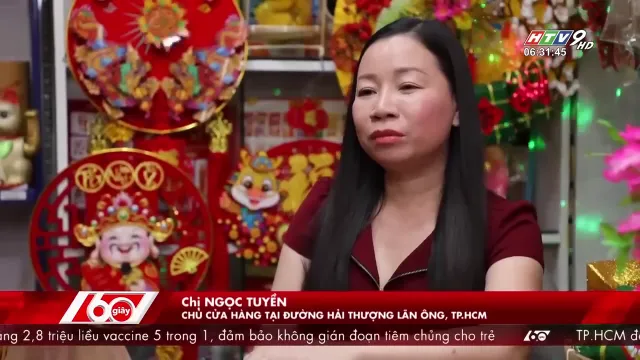 HTV9 HD
06:31:45
60 giây
Chị NGỌC TUYỀN
CHỦ CỬA HÀNG TẠI ĐƯỜNG HẢI THƯỢNG LÃN ÔNG, TP.HCM
2,8 triệu liều vaccine 5 trong 1, đảm bảo không gián đoạn tiêm chủng cho trẻ
60
TP.HCM